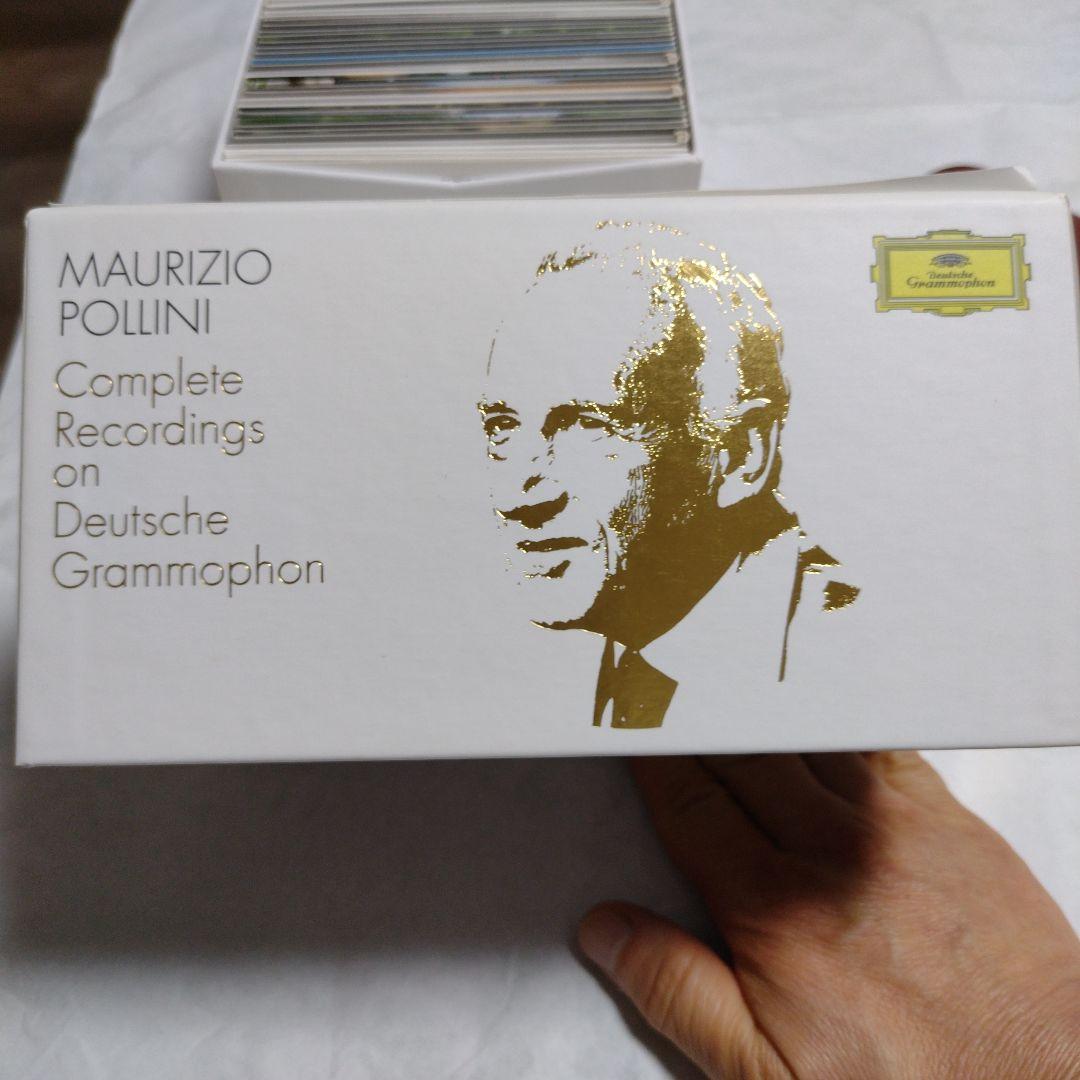 MAURIZIO
POLLINI
Complete
Recordings
on
Deutsche
Grammophon
Deutsche
Grammophon